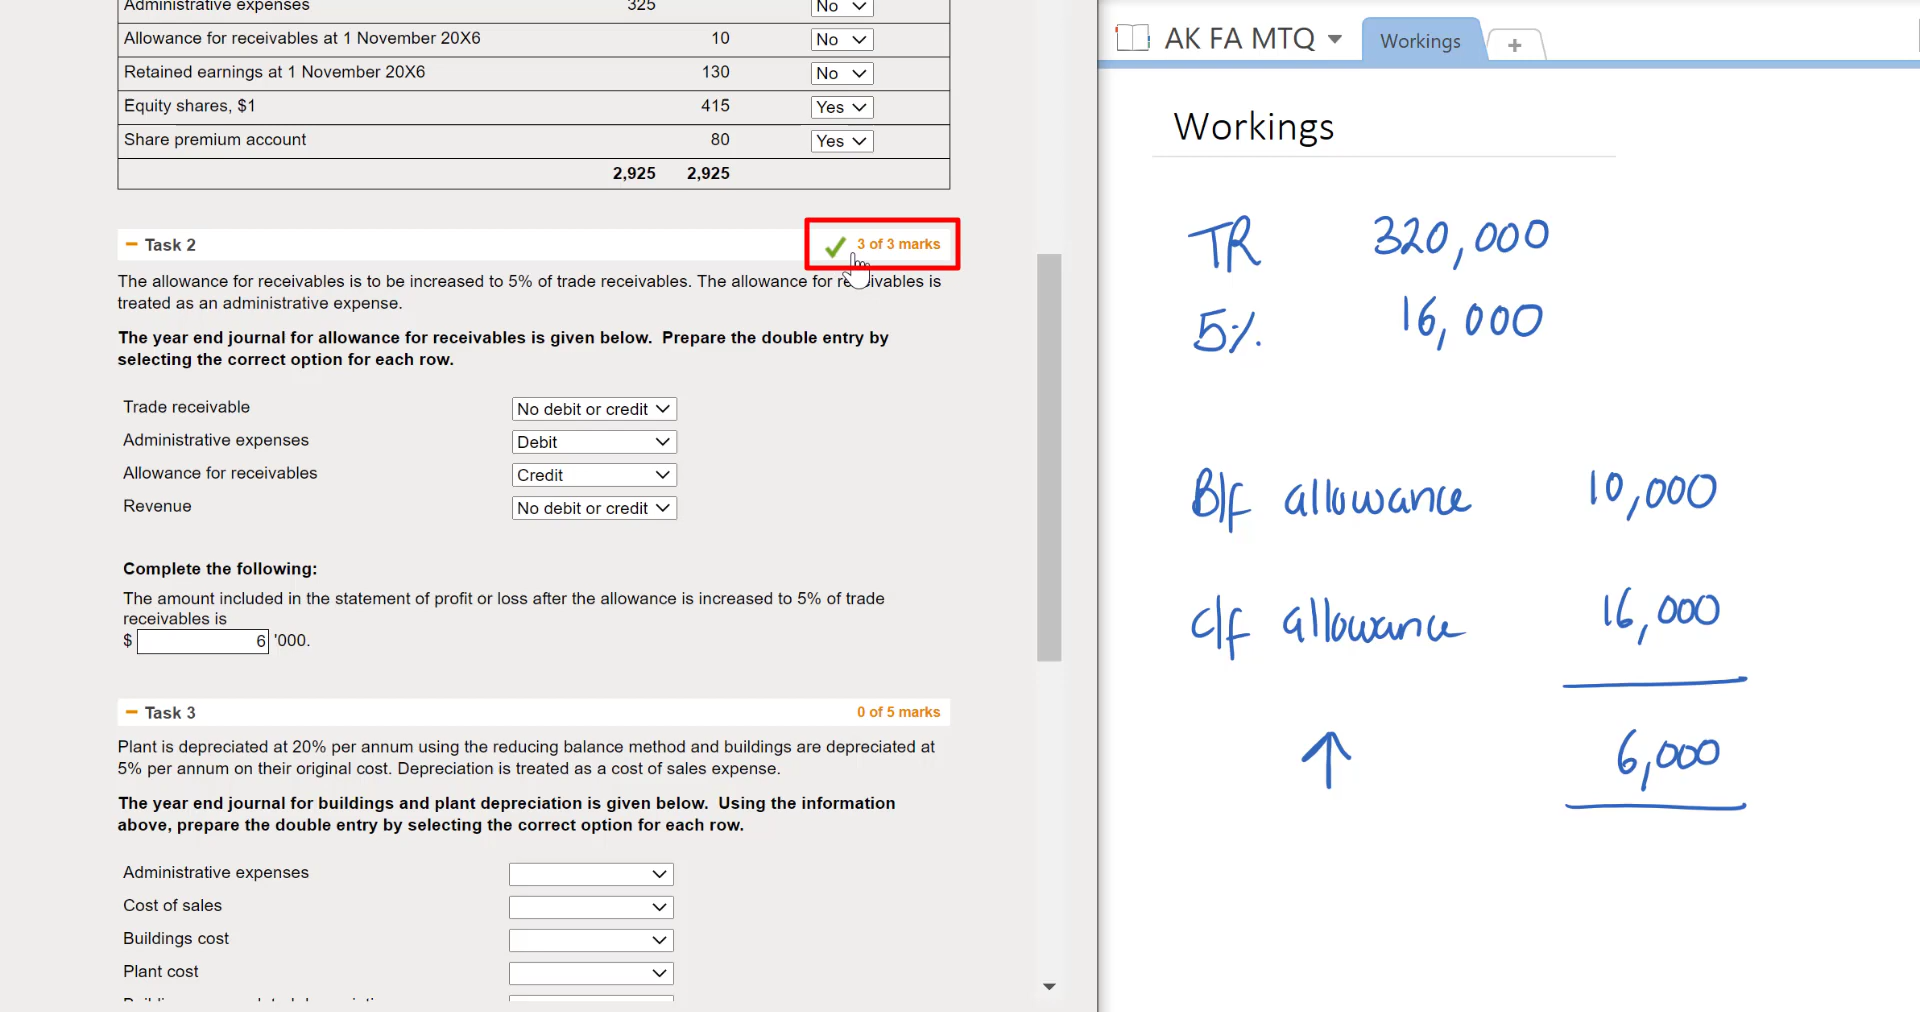 Administrative expenses 325 No
Allowance for receivables at 1 November 20X6 10 No
Retained earnings at 1 November 20X6 130 No
Equity shares, $1 415 Yes
Share premium account 80 Yes
2,925 2,925
Task 2 3 of 3 marks
The allowance for receivables is to be increased to 5% of trade receivables. The allowance for receivables is
treated as an administrative expense.
The year end journal for allowance for receivables is given below. Prepare the double entry by
selecting the correct option for each row.
Trade receivable No debit or credit
Administrative expenses Debit
Allowance for receivables Credit
Revenue No debit or credit
Complete the following:
The amount included in the statement of profit or loss after the allowance is increased to 5% of trade
receivables is
$ 6 '000.
Task 3 0 of 5 marks
Plant is depreciated at 20% per annum using the reducing balance method and buildings are depreciated at
5% per annum on their original cost. Depreciation is treated as a cost of sales expense.
The year end journal for buildings and plant depreciation is given below. Using the information
above, prepare the double entry by selecting the correct option for each row.
Administrative expenses
Cost of sales
Buildings cost
Plant cost
AK FA MTQ Workings +
Workings
TR 320,000
5% 16,000
B/f allowance 10,000
C/f allowance 16,000
↑ 6,000